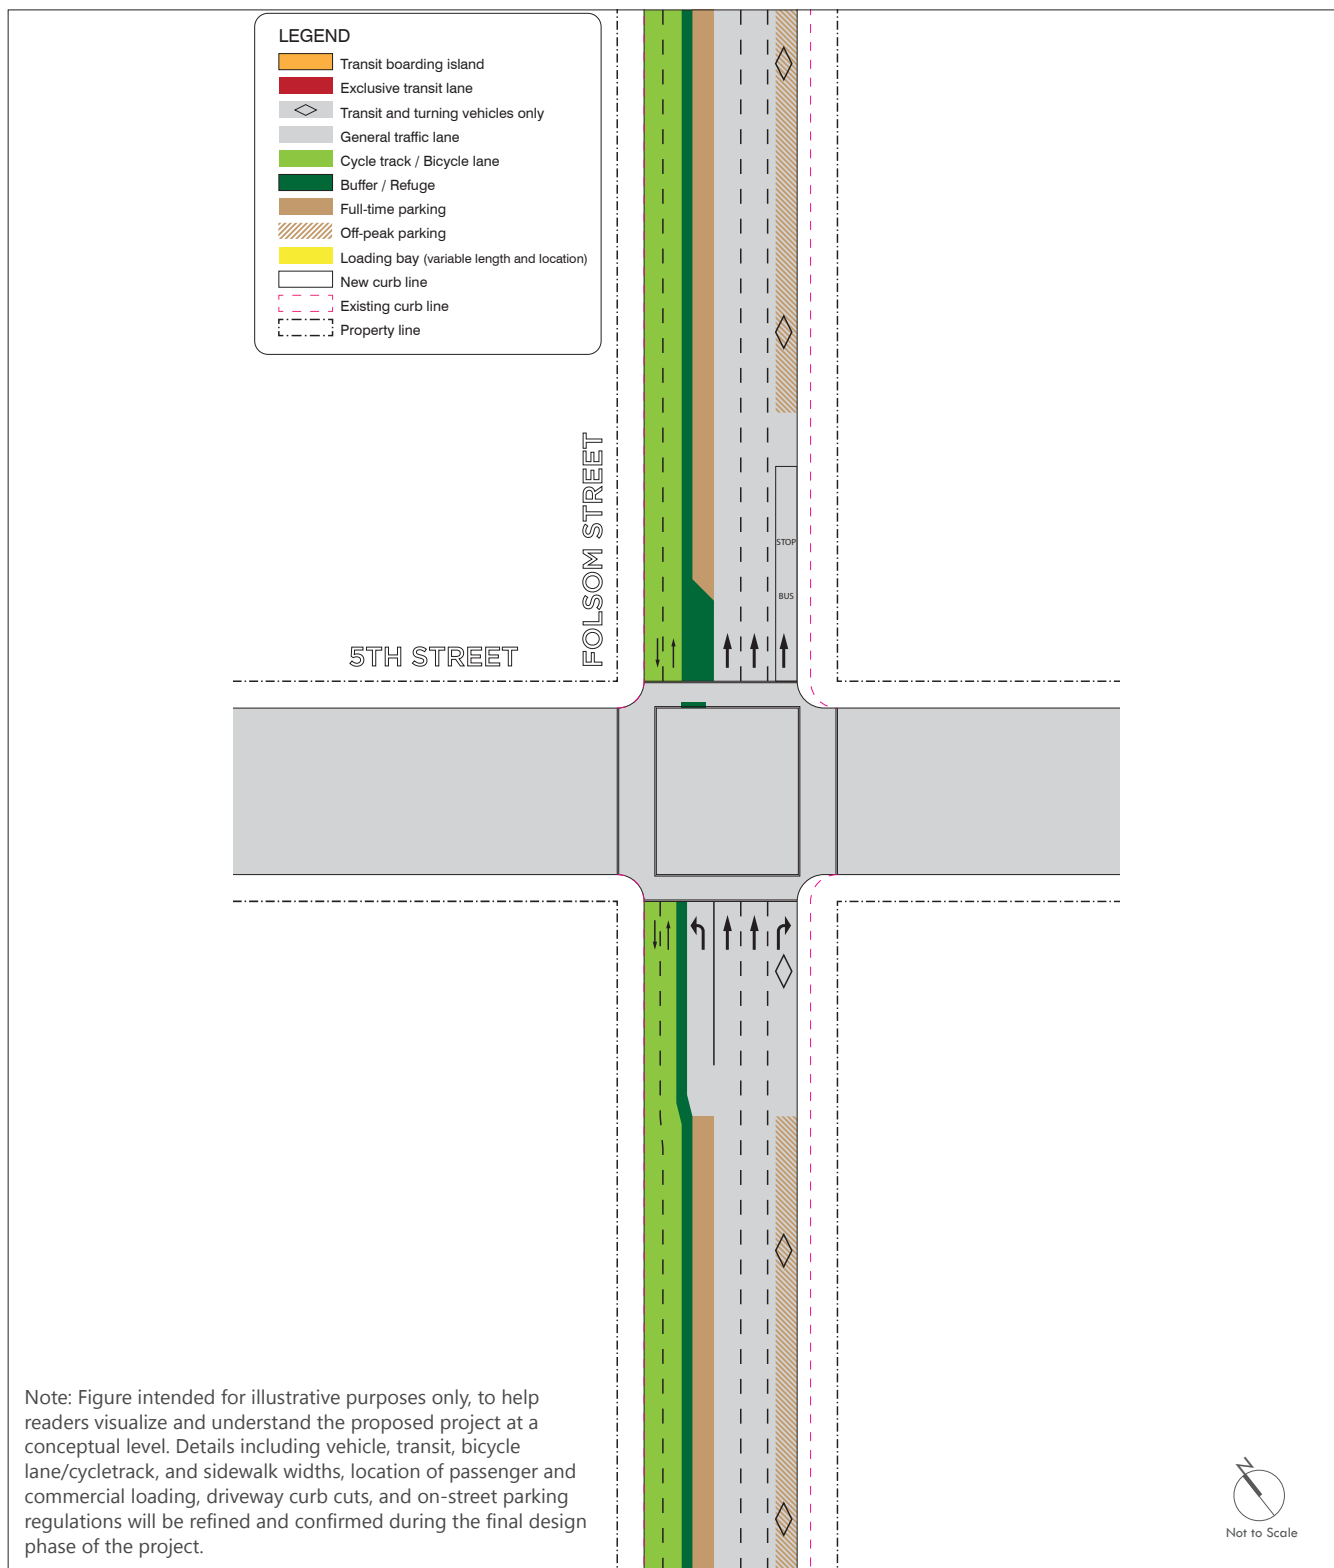 LEGEND
Transit boarding island
Exclusive transit lane
Transit and turning vehicles only
General traffic lane
Cycle track / Bicycle lane
Buffer / Refuge
Full-time parking
Off-peak parking
Loading bay (variable length and location)
New curb line
Existing curb line
Property line
FOLSOM STREET
5TH STREET
STOP
BUS
Note: Figure intended for illustrative purposes only, to help
readers visualize and understand the proposed project at a
conceptual level. Details including vehicle, transit, bicycle
lane/cycletrack, and sidewalk widths, location of passenger and
commercial loading, driveway curb cuts, and on-street parking
regulations will be refined and confirmed during the final design
phase of the project.
N
Not to Scale